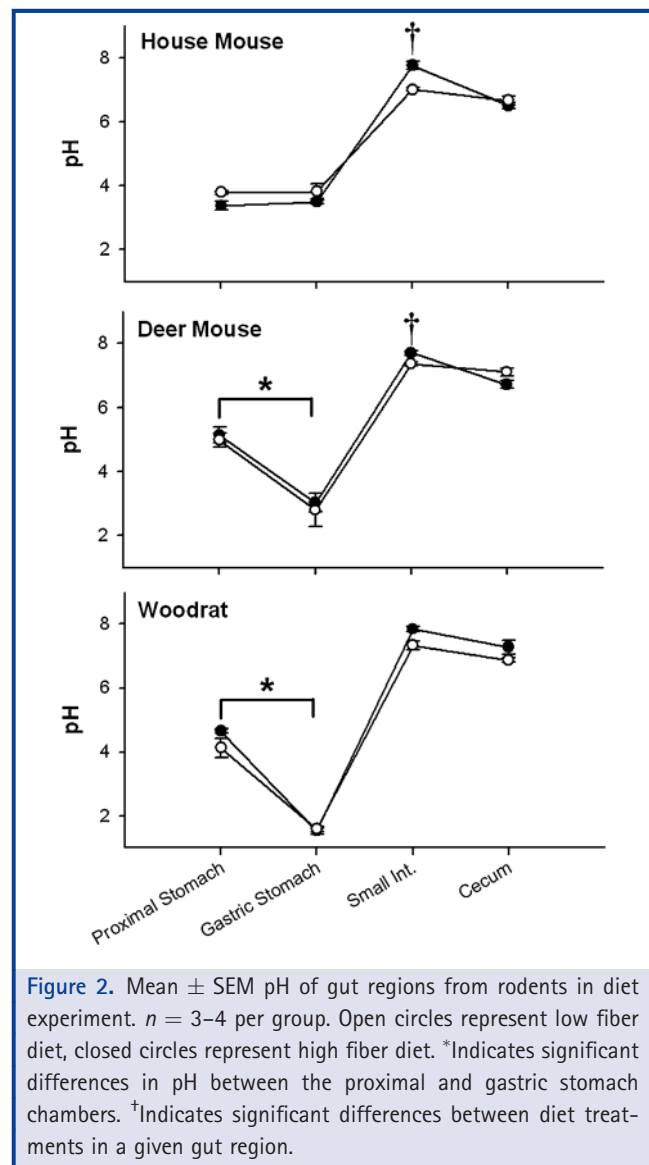 House Mouse
†
8
6
4
2
pH
Deer Mouse
†
*
8
6
4
2
pH
Woodrat
*
8
6
4
2
pH
Proximal Stomach
Gastric Stomach
Small Int.
Cecum
Figure 2. Mean ± SEM pH of gut regions from rodents in diet
experiment. n = 3–4 per group. Open circles represent low fiber
diet, closed circles represent high fiber diet. *Indicates significant
differences in pH between the proximal and gastric stomach
chambers. †Indicates significant differences between diet treat-
ments in a given gut region.